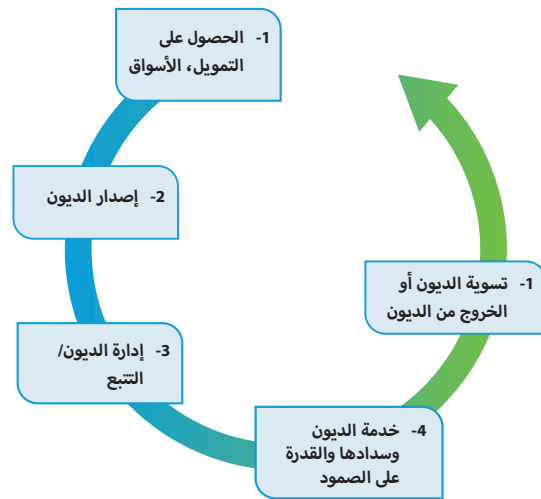 1- الحصول على
التمويل، الأسواق
2- إصدار الديون
3- إدارة الديون/
التتبع
4- خدمة الديون
وسدادها والقدرة
على الصمود
1- تسوية الديون أو
الخروج من الديون